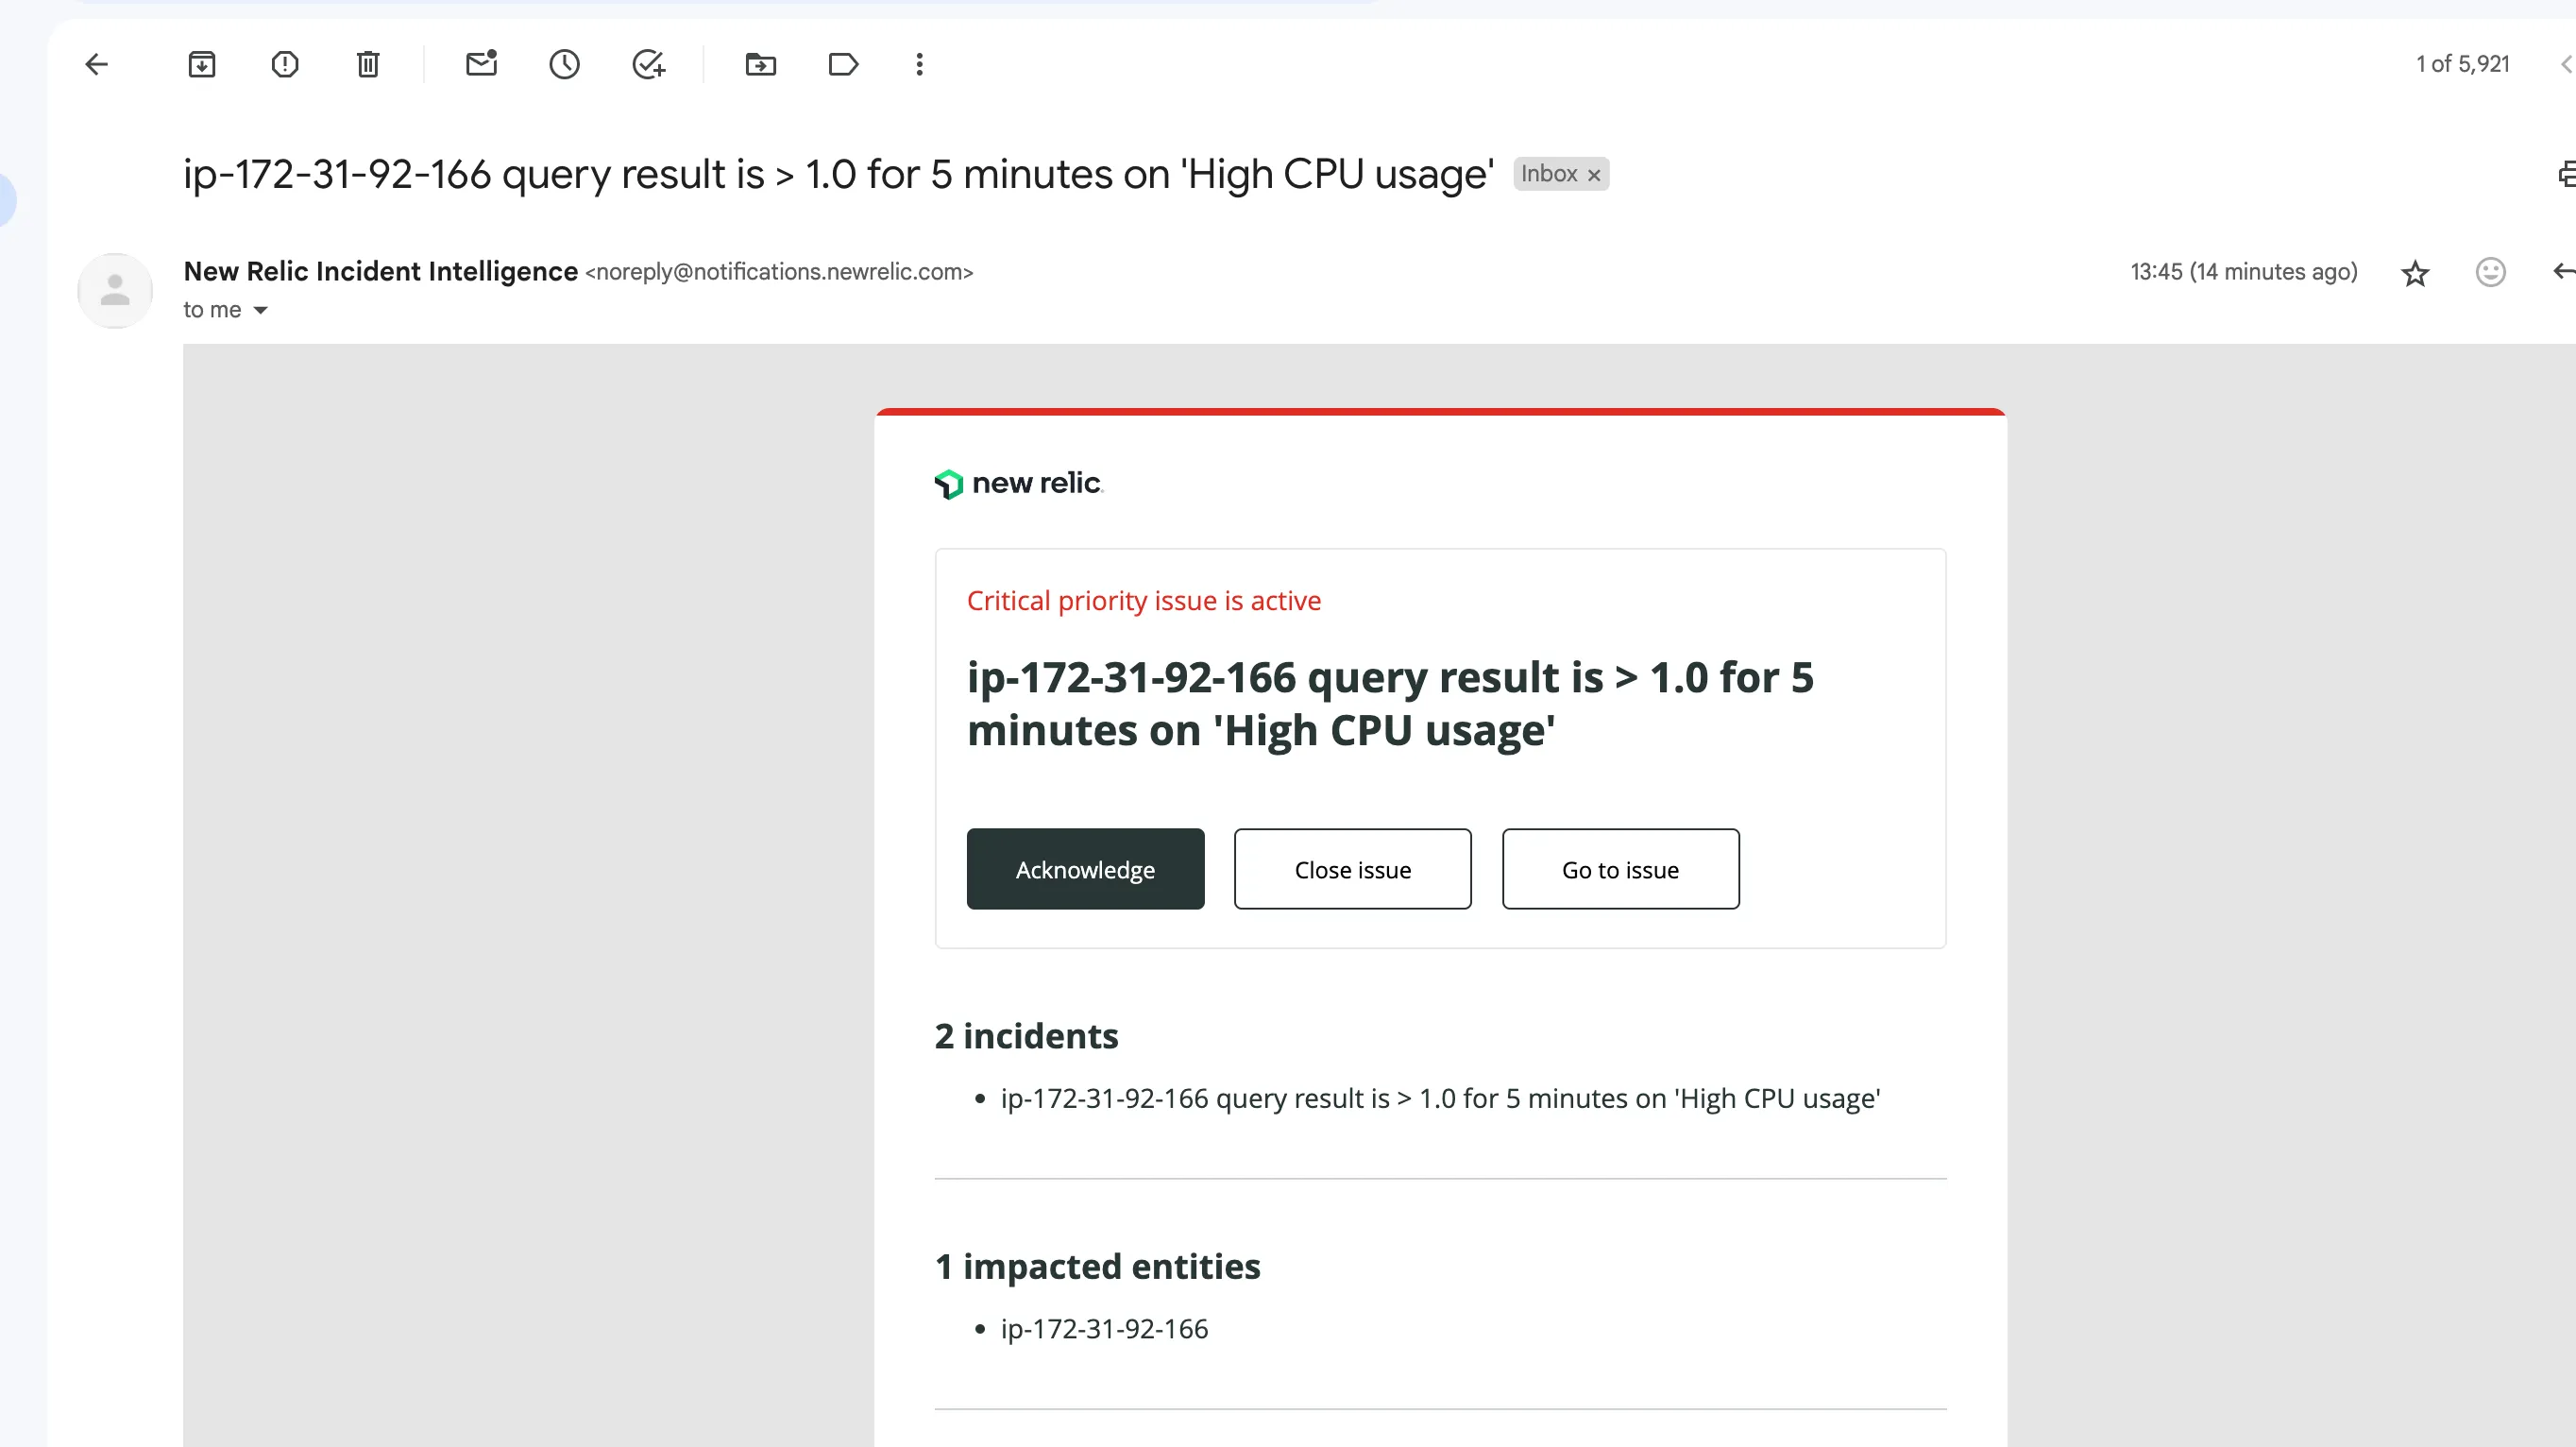 1 of 5,921
ip-172-31-92-166 query result is > 1.0 for 5 minutes on 'High CPU usage' Inbox ×
New Relic Incident Intelligence <noreply@notifications.newrelic.com>
13:45 (14 minutes ago)
to me
new relic.
Critical priority issue is active
ip-172-31-92-166 query result is > 1.0 for 5
minutes on 'High CPU usage'
Acknowledge
Close issue
Go to issue
2 incidents
• ip-172-31-92-166 query result is > 1.0 for 5 minutes on 'High CPU usage'
1 impacted entities
• ip-172-31-92-166